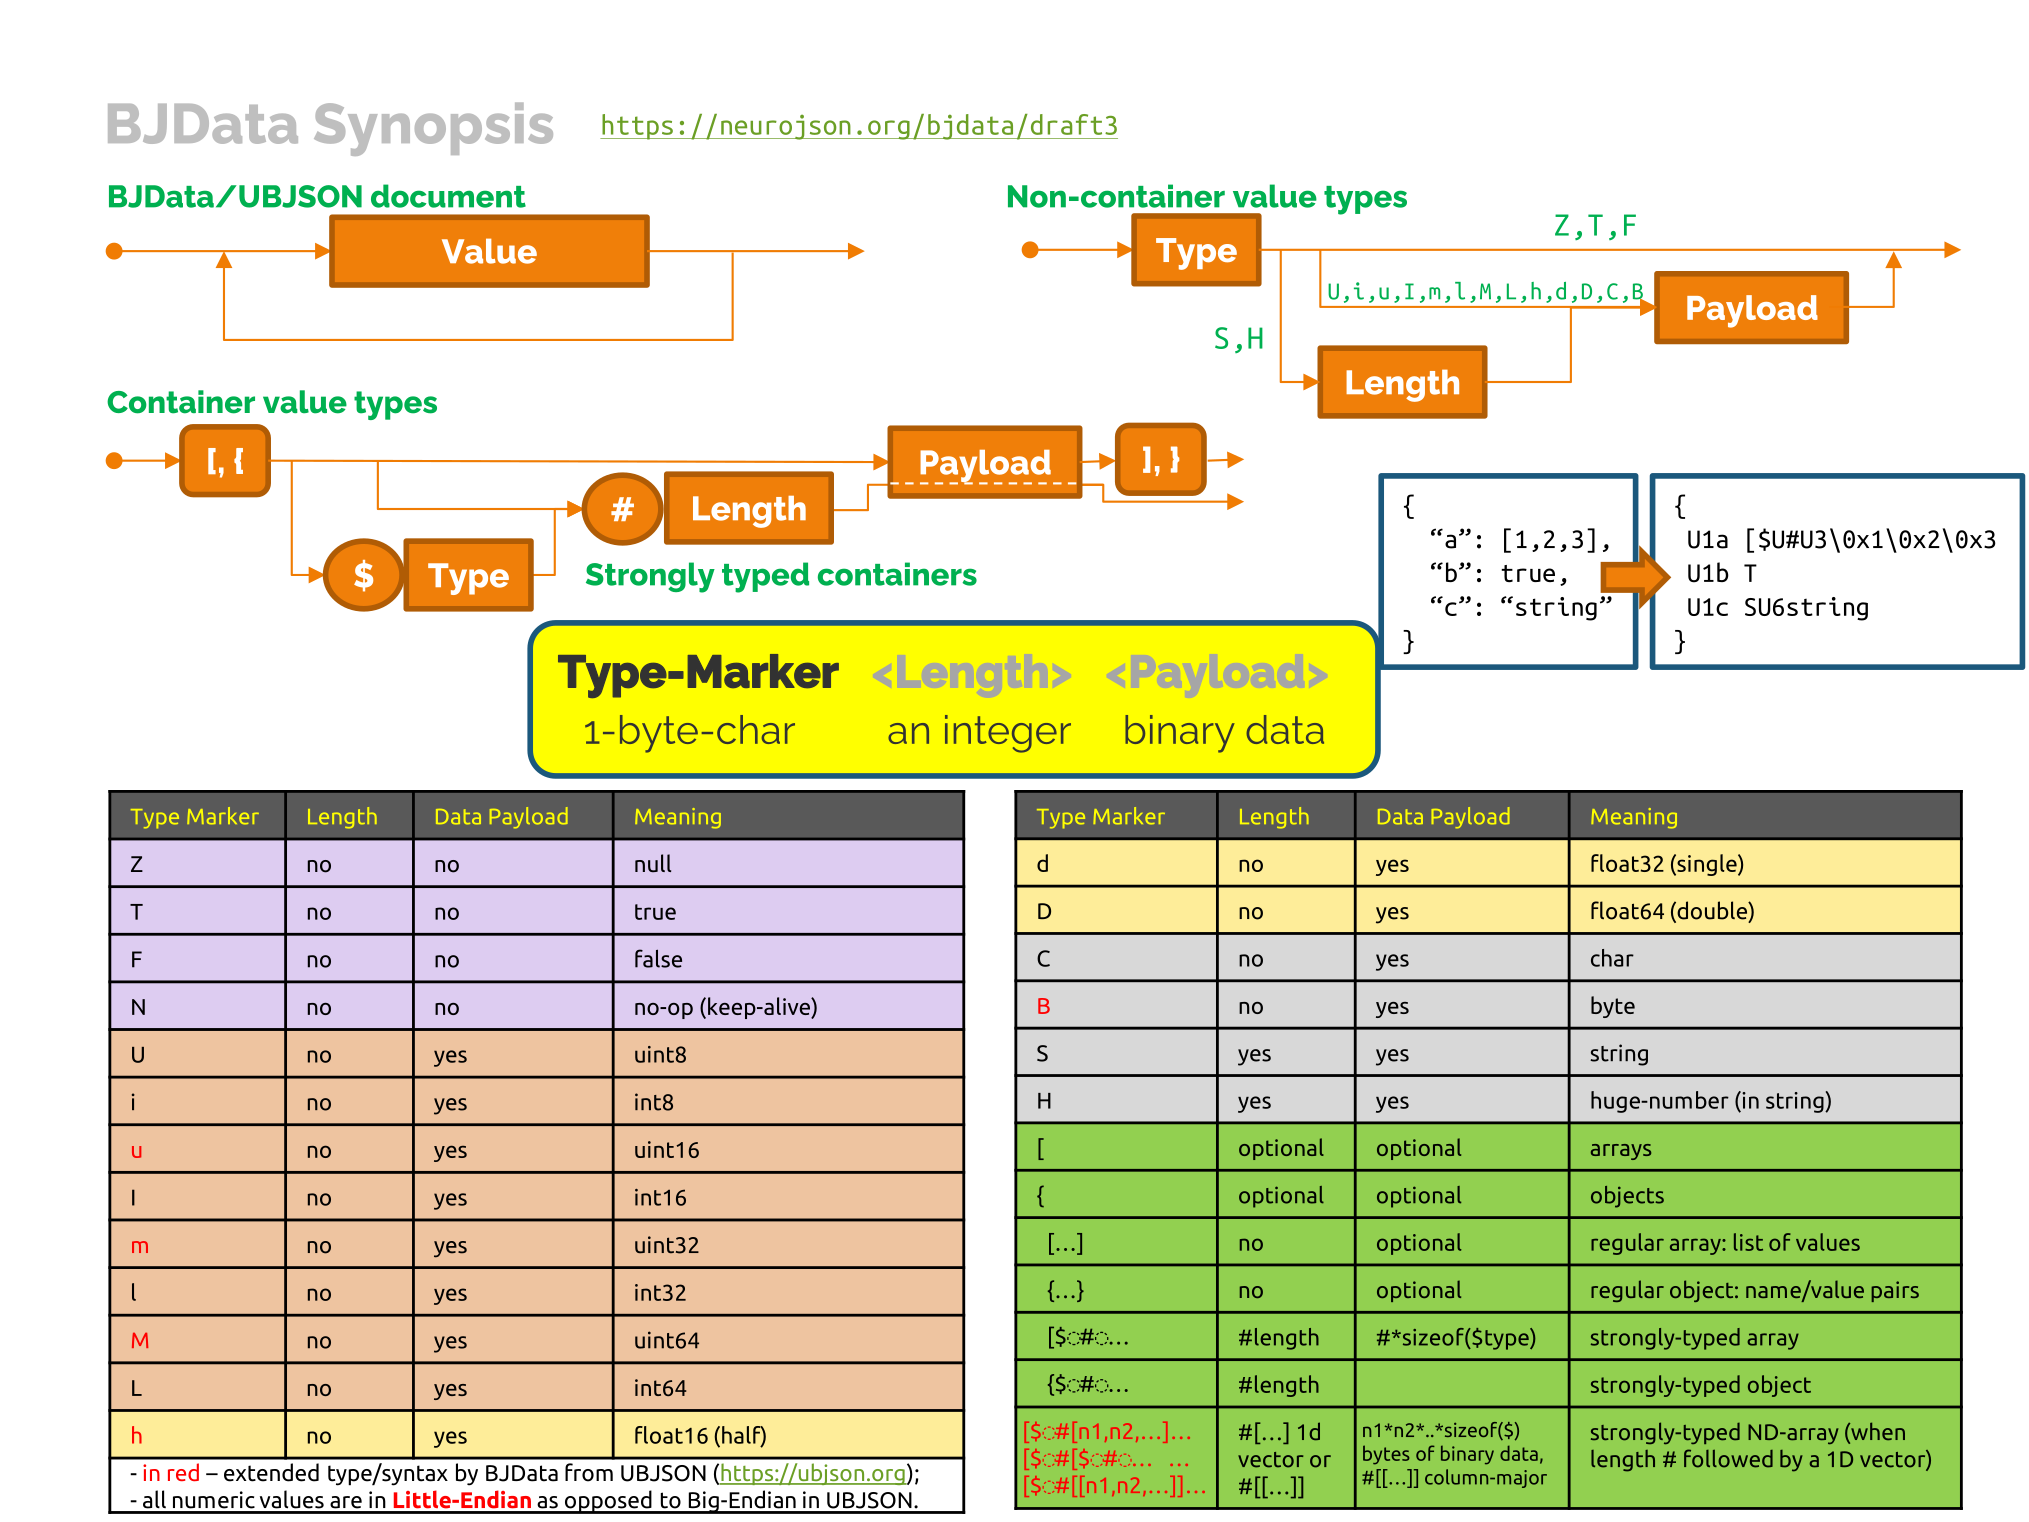 BJData Synopsis https://neurojson.org/bjdata/draft3
BJData/UBJSON document
Value
Non-container value types
Type
Z,T,F
U,i,u,I,m,l,M,L,h,d,D,C,B
Payload
S,H
Length
Container value types
[, {
Payload
], }
# Length
$ Type
Strongly typed containers
{
“a”: [1,2,3],
“b”: true,
“c”: “string”
}
{
U1a [$U#U3\0x1\0x2\0x3
U1b T
U1c SU6string
}
Type-Marker <Length> <Payload>
1-byte-char an integer binary data
Type Marker Length Data Payload Meaning
Z no no null
T no no true
F no no false
N no no no-op (keep-alive)
U no yes uint8
i no yes int8
u no yes uint16
I no yes int16
m no yes uint32
l no yes int32
M no yes uint64
L no yes int64
h no yes float16 (half)
- in red – extended type/syntax by BJData from UBJSON (https://ubjson.org);
- all numeric values are in Little-Endian as opposed to Big-Endian in UBJSON.
Type Marker Length Data Payload Meaning
d no yes float32 (single)
D no yes float64 (double)
C no yes char
B no yes byte
S yes yes string
H yes yes huge-number (in string)
[ optional optional arrays
{ optional optional objects
[…] no optional regular array: list of values
{…} no optional regular object: name/value pairs
[$◌#◌… #length #*sizeof($type) strongly-typed array
{$◌#◌… #length strongly-typed object
[$◌#[n1,n2,…]…
[$◌#[$◌#◌… …
[$◌#[[n1,n2,…]]…
#[…] 1d
vector or
#[[…]]
n1*n2*..*sizeof($)
bytes of binary data,
#[[…]] column-major
strongly-typed ND-array (when
length # followed by a 1D vector)